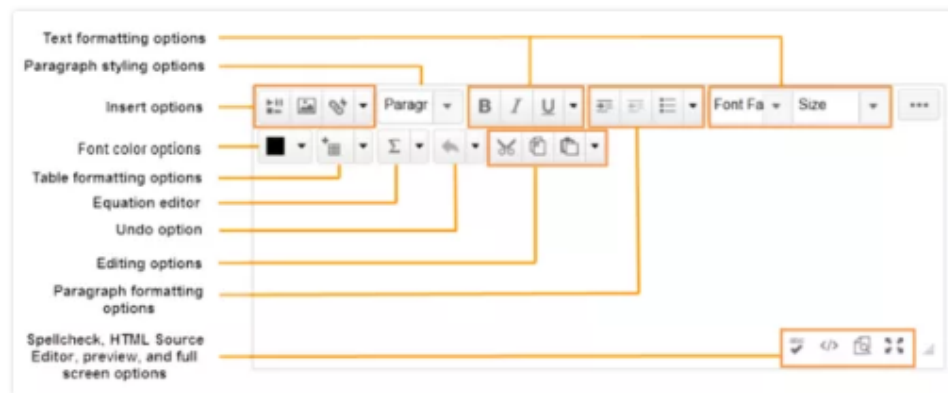 Text formatting options
Paragraph styling options
Insert options
Paragr
B I U
Font Fa
Size
Font color options
Σ
Table formatting options
Equation editor
Undo option
Editing options
Paragraph formatting
options
Spellcheck, HTML Source
Editor, preview, and full
screen options